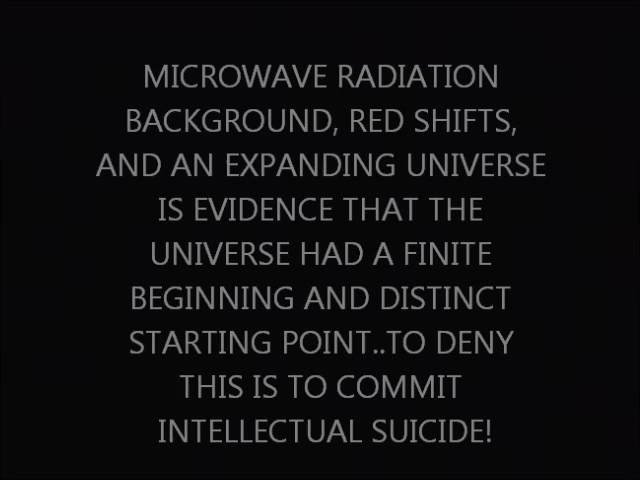 MICROWAVE RADIATION
BACKGROUND, RED SHIFTS,
AND AN EXPANDING UNIVERSE
IS EVIDENCE THAT THE
UNIVERSE HAD A FINITE
BEGINNING AND DISTINCT
STARTING POINT..TO DENY
THIS IS TO COMMIT
INTELLECTUAL SUICIDE!